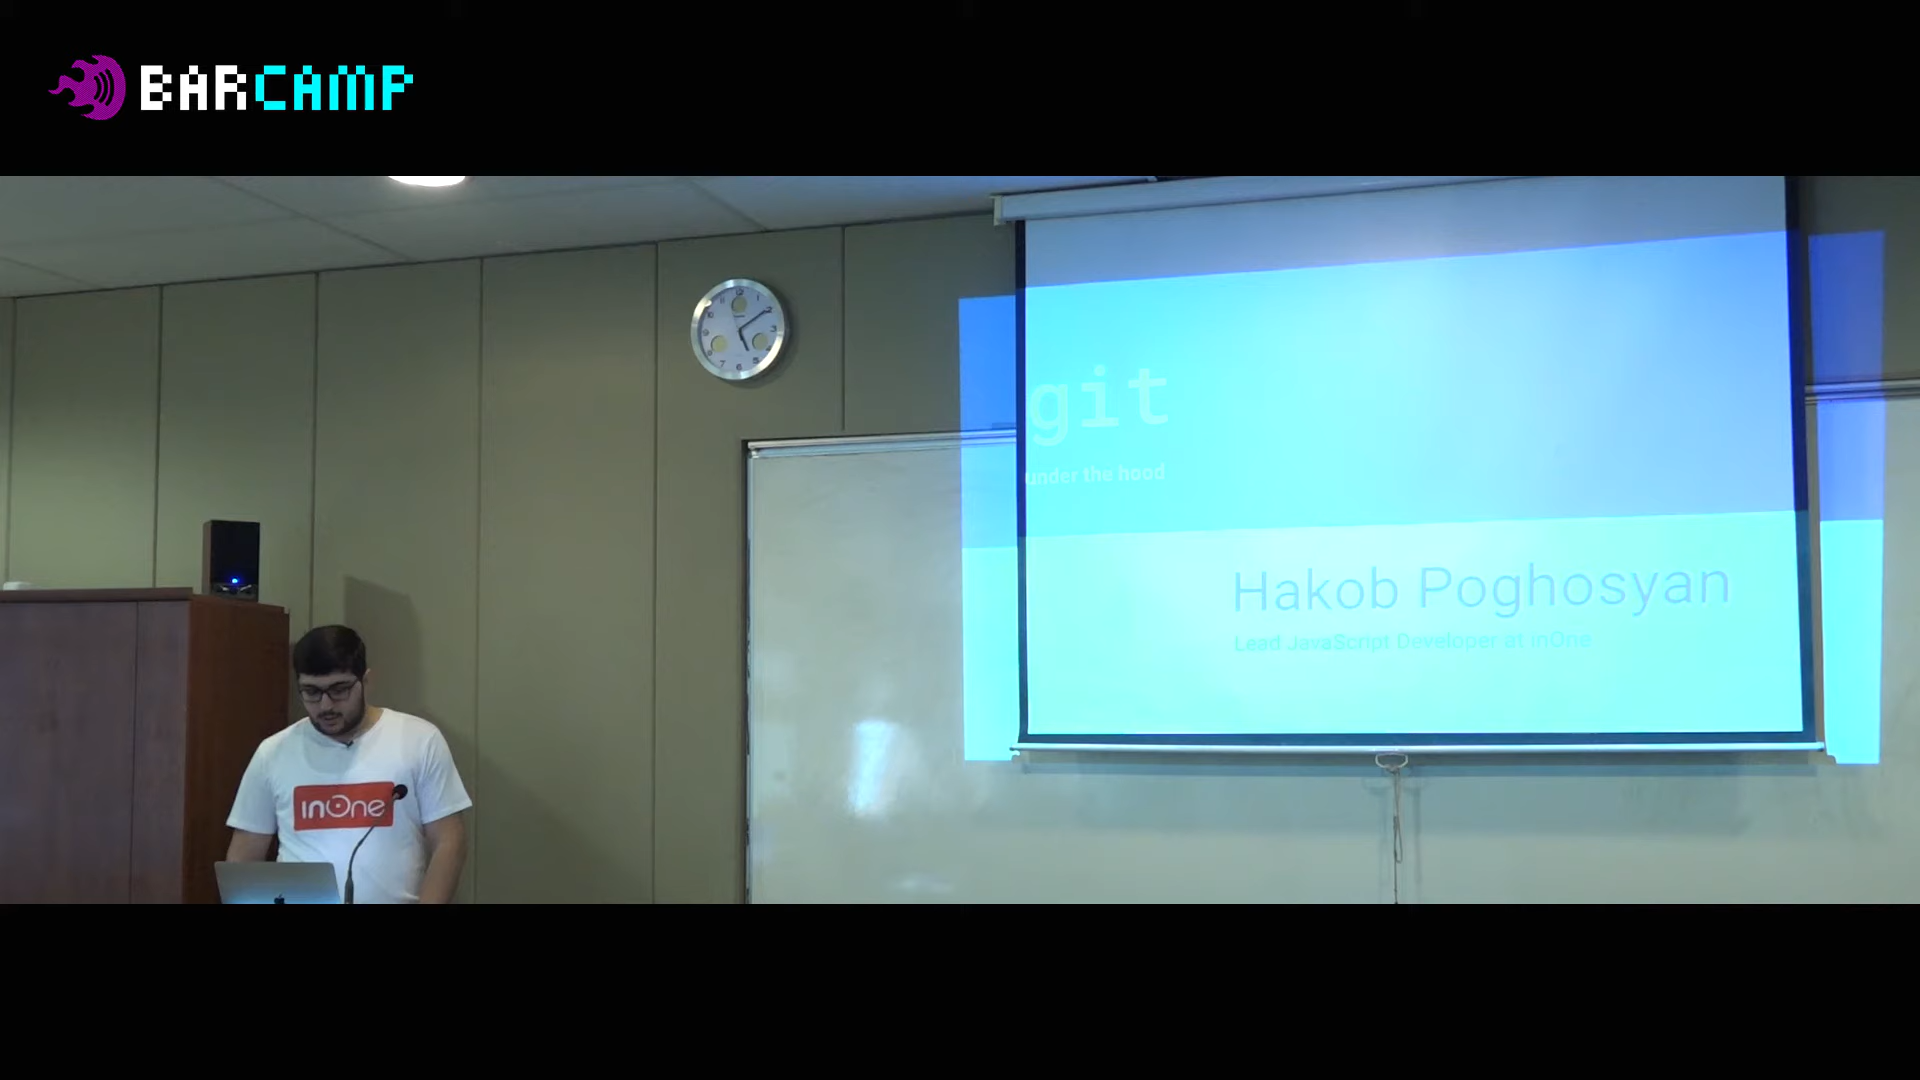 BARCAMP
git
under the hood
Hakob Poghosyan
Lead JavaScript Developer at inOne
inOne